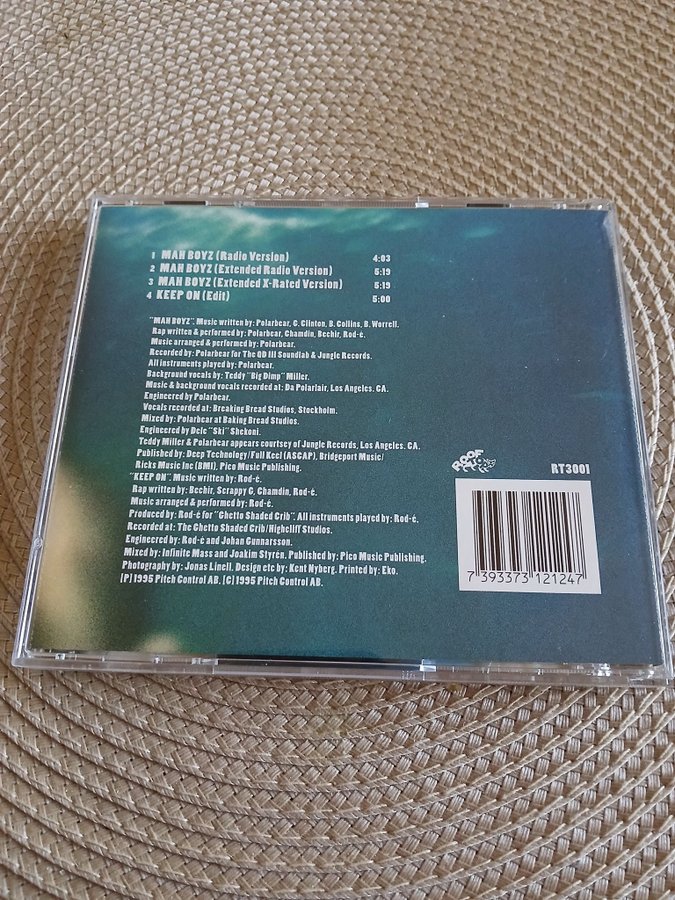 1 MAH BOYZ (Radio Version) 4:03
2 MAH BOYZ (Extended Radio Version) 5:19
3 MAH BOYZ (Extended X-Rated Version) 5:19
4 KEEP ON (Edit) 5:00
"MAH BOYZ". Music written by: Polarbear, G. Clinton, B. Collins, B. Worrell.
Rap written & performed by: Polarbear, Chamdin, Bechir, Rod-é.
Music arranged & performed by: Polarbear.
Recorded by: Polarbear for The QD III Soundlab & Jungle Records.
All instruments played by: Polarbear.
Background vocals by: Teddy "Big Dimp" Miller.
Music & background vocals recorded at: Da Polarlair, Los Angeles. CA.
Engineered by Polarbear.
Vocals recorded at: Breaking Bread Studios, Stockholm.
Mixed by: Polarbear at Baking Bread Studios.
Engineered by Dele "Ski" Shekoni.
Teddy Miller & Polarbear appears courtsey of Jungle Records, Los Angeles. CA.
Published by: Deep Technology/Full Keel (ASCAP), Bridgeport Music/
Ricks Music Inc (BMI), Pico Music Publishing.
"KEEP ON". Music written by: Rod-é.
Rap written by: Bechir, Scrappy G, Chamdin, Rod-é.
Music arranged & performed by: Rod-é.
Produced by: Rod-é for "Ghetto Shaded Crib". All instruments played by: Rod-é.
Recorded at: The Ghetto Shaded Crib/Highcliff Studios.
Engineered by: Rod-é and Johan Gunnarsson.
Mixed by: Infinite Mass and Joakim Styrén. Published by: Pico Music Publishing.
Photography by: Jonas Linell. Design etc by: Kent Nyberg. Printed by: Eko.
(P) 1995 Pitch Control AB. (C) 1995 Pitch Control AB.
ROOF
RT3001
7 393373 121247